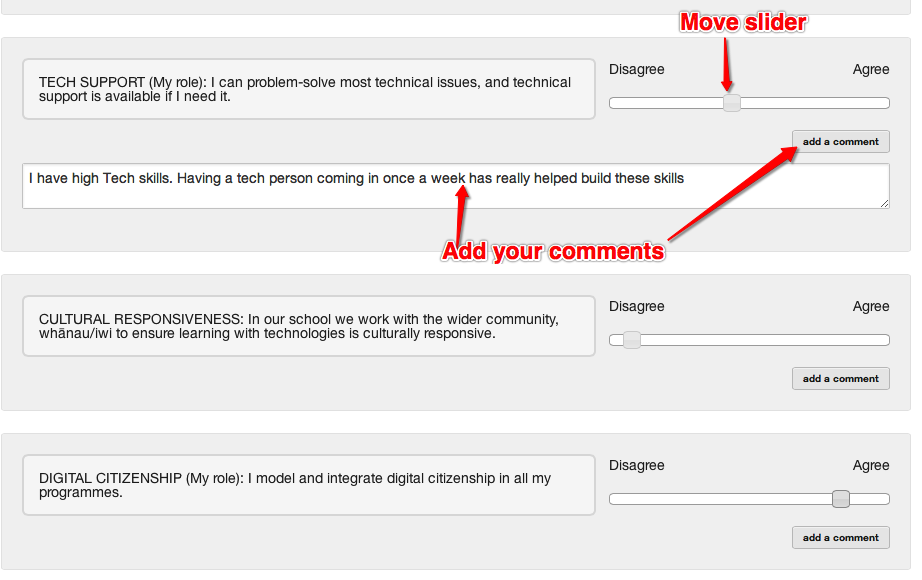 Move slider
TECH SUPPORT (My role): I can problem-solve most technical issues, and technical
support is available if I need it.
Disagree
Agree
add a comment
I have high Tech skills. Having a tech person coming in once a week has really helped build these skills
Add your comments
CULTURAL RESPONSIVENESS: In our school we work with the wider community,
whānau/iwi to ensure learning with technologies is culturally responsive.
Disagree
Agree
add a comment
DIGITAL CITIZENSHIP (My role): I model and integrate digital citizenship in all my
programmes.
Disagree
Agree
add a comment